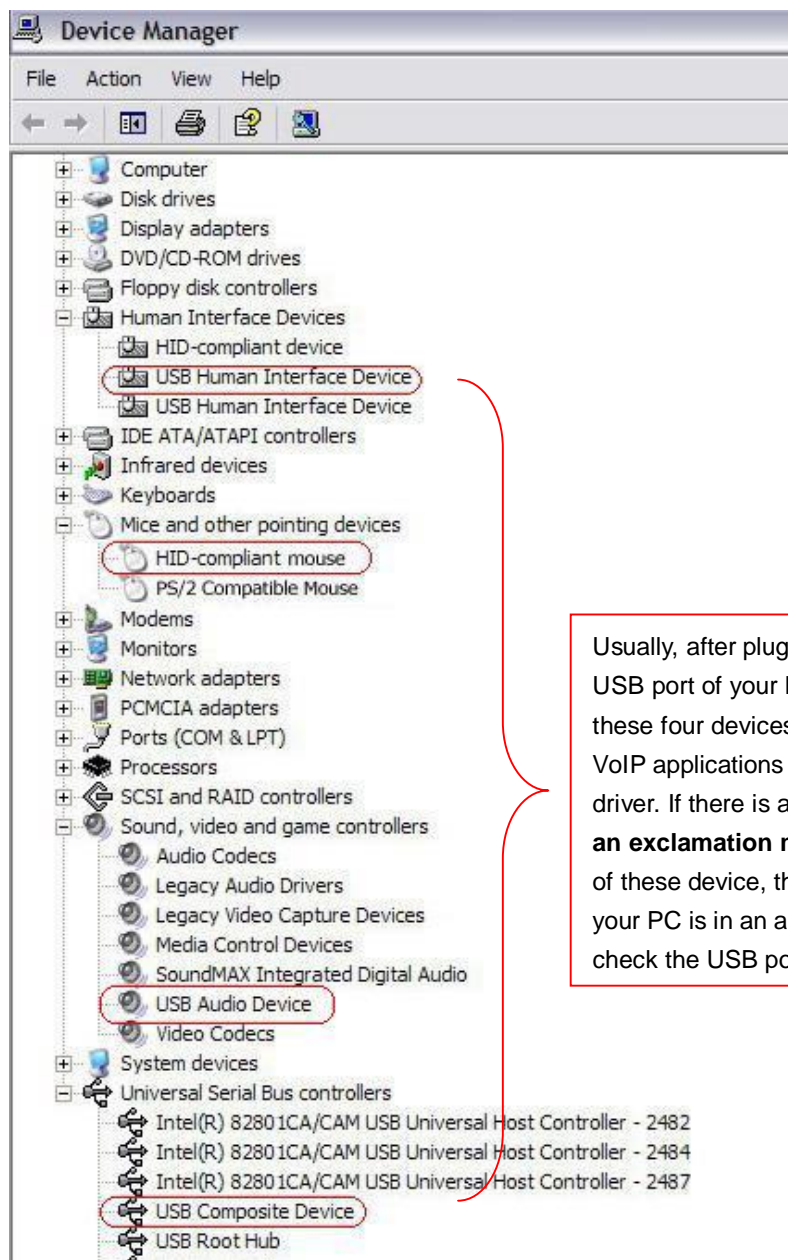 Device Manager
File Action View Help
Computer
Disk drives
Display adapters
DVD/CD-ROM drives
Floppy disk controllers
Human Interface Devices
HID-compliant device
USB Human Interface Device
USB Human Interface Device
IDE ATA/ATAPI controllers
Infrared devices
Keyboards
Mice and other pointing devices
HID-compliant mouse
PS/2 Compatible Mouse
Modems
Monitors
Network adapters
PCMCIA adapters
Ports (COM & LPT)
Processors
SCSI and RAID controllers
Sound, video and game controllers
Audio Codecs
Legacy Audio Drivers
Legacy Video Capture Devices
Media Control Devices
SoundMAX Integrated Digital Audio
USB Audio Device
Video Codecs
System devices
Universal Serial Bus controllers
Intel(R) 82801CA/CAM USB Universal Host Controller - 2482
Intel(R) 82801CA/CAM USB Universal Host Controller - 2484
Intel(R) 82801CA/CAM USB Universal Host Controller - 2487
USB Composite Device
USB Root Hub
Usually, after plug
USB port of your
these four devices
VoIP applications
driver. If there is a
an exclamation
of these device, th
your PC is in an a
check the USB po